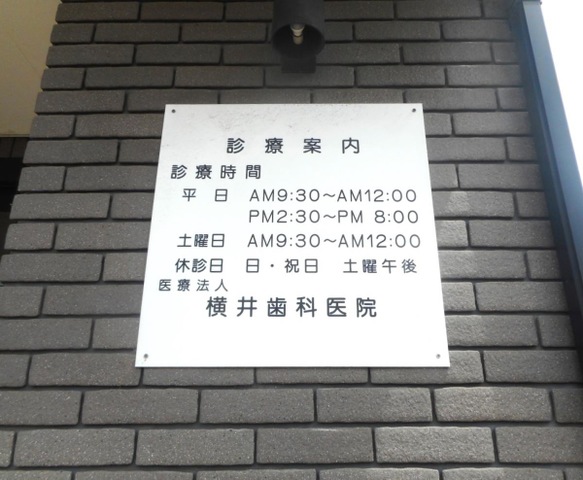 診療案内
診療時間
平 日 AM9:30～AM12:00
PM2:30～PM 8:00
土曜日 AM9:30～AM12:00
休診日 日・祝日 土曜午後
医療法人
横井歯科医院